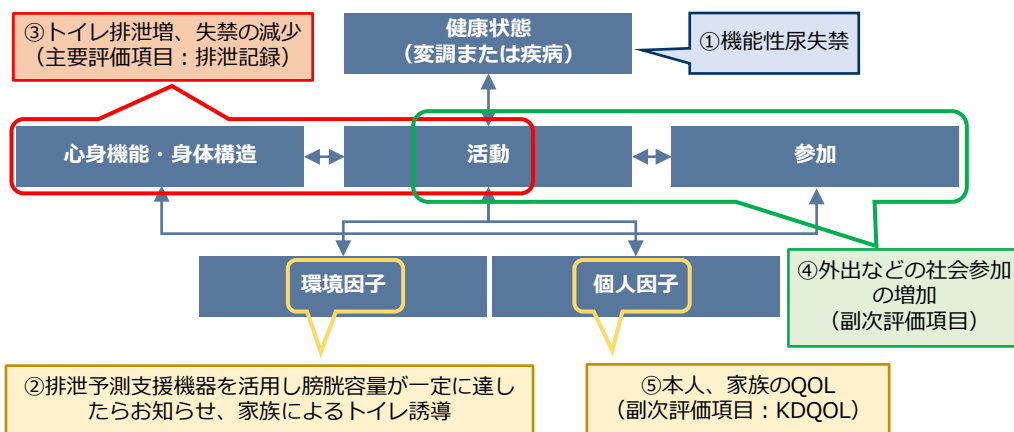 ③トイレ排泄増、失禁の減少
（主要評価項目：排泄記録）
健康状態
（変調または疾病）
①機能性尿失禁
心身機能・身体構造
活動
参加
環境因子
個人因子
④外出などの社会参加
の増加
（副次評価項目）
②排泄予測支援機器を活用し膀胱容量が一定に達し
たらお知らせ、家族によるトイレ誘導
⑤本人、家族のQOL
（副次評価項目：KDQOL）